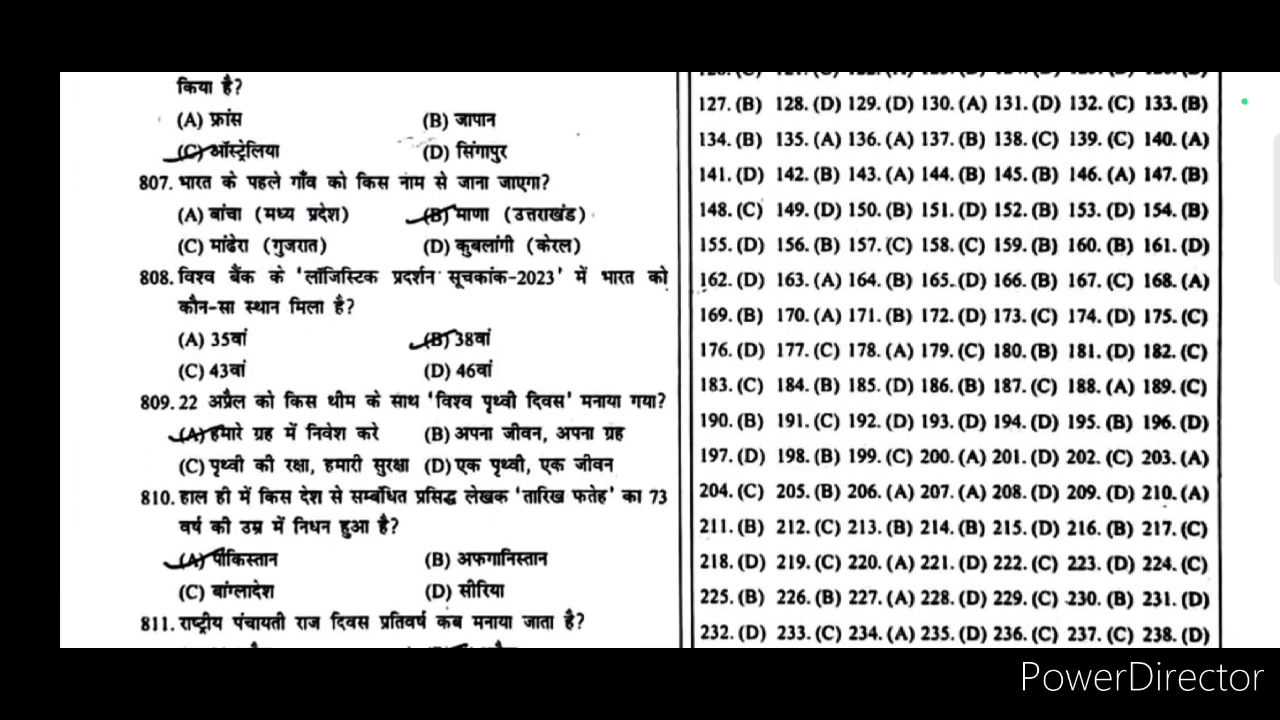 किया है?
(A) फ्रांस (B) जापान
(C) ऑस्ट्रेलिया (D) सिंगापुर
807. भारत के पहले गाँव को किस नाम से जाना जाएगा?
(A) बांचा (मध्य प्रदेश) (B) माणा (उत्तराखंड)
(C) मांढेरा (गुजरात) (D) कुबलांगी (केरल)
808. विश्व बैंक के 'लॉजिस्टिक प्रदर्शन सूचकांक-2023' में भारत को
कौन-सा स्थान मिला है?
(A) 35वां (B) 38वां
(C) 43वां (D) 46वां
809. 22 अप्रैल को किस थीम के साथ 'विश्व पृथ्वी दिवस' मनाया गया?
(A) हमारे ग्रह में निवेश करे (B) अपना जीवन, अपना ग्रह
(C) पृथ्वी की रक्षा, हमारी सुरक्षा (D) एक पृथ्वी, एक जीवन
810. हाल ही में किस देश से सम्बंधित प्रसिद्ध लेखक 'तारिख फतेह' का 73
वर्ष की उम्र में निधन हुआ है?
(A) पाकिस्तान (B) अफगानिस्तान
(C) बांग्लादेश (D) सीरिया
811. राष्ट्रीय पंचायती राज दिवस प्रतिवर्ष कब मनाया जाता है?
127. (B) 128. (D) 129. (D) 130. (A) 131. (D) 132. (C) 133. (B)
134. (B) 135. (A) 136. (A) 137. (B) 138. (C) 139. (C) 140. (A)
141. (D) 142. (B) 143. (A) 144. (B) 145. (B) 146. (A) 147. (B)
148. (C) 149. (D) 150. (B) 151. (D) 152. (B) 153. (D) 154. (B)
155. (D) 156. (B) 157. (C) 158. (C) 159. (B) 160. (B) 161. (D)
162. (D) 163. (A) 164. (B) 165. (D) 166. (B) 167. (C) 168. (A)
169. (B) 170. (A) 171. (B) 172. (D) 173. (C) 174. (D) 175. (C)
176. (D) 177. (C) 178. (A) 179. (C) 180. (B) 181. (D) 182. (C)
183. (C) 184. (B) 185. (D) 186. (B) 187. (C) 188. (A) 189. (C)
190. (B) 191. (C) 192. (D) 193. (D) 194. (D) 195. (B) 196. (D)
197. (D) 198. (B) 199. (C) 200. (A) 201. (D) 202. (C) 203. (A)
204. (C) 205. (B) 206. (A) 207. (A) 208. (D) 209. (D) 210. (A)
211. (B) 212. (C) 213. (B) 214. (B) 215. (D) 216. (B) 217. (C)
218. (D) 219. (C) 220. (A) 221. (D) 222. (C) 223. (D) 224. (C)
225. (B) 226. (B) 227. (A) 228. (D) 229. (C) 230. (B) 231. (D)
232. (D) 233. (C) 234. (A) 235. (D) 236. (C) 237. (C) 238. (D)
PowerDirector